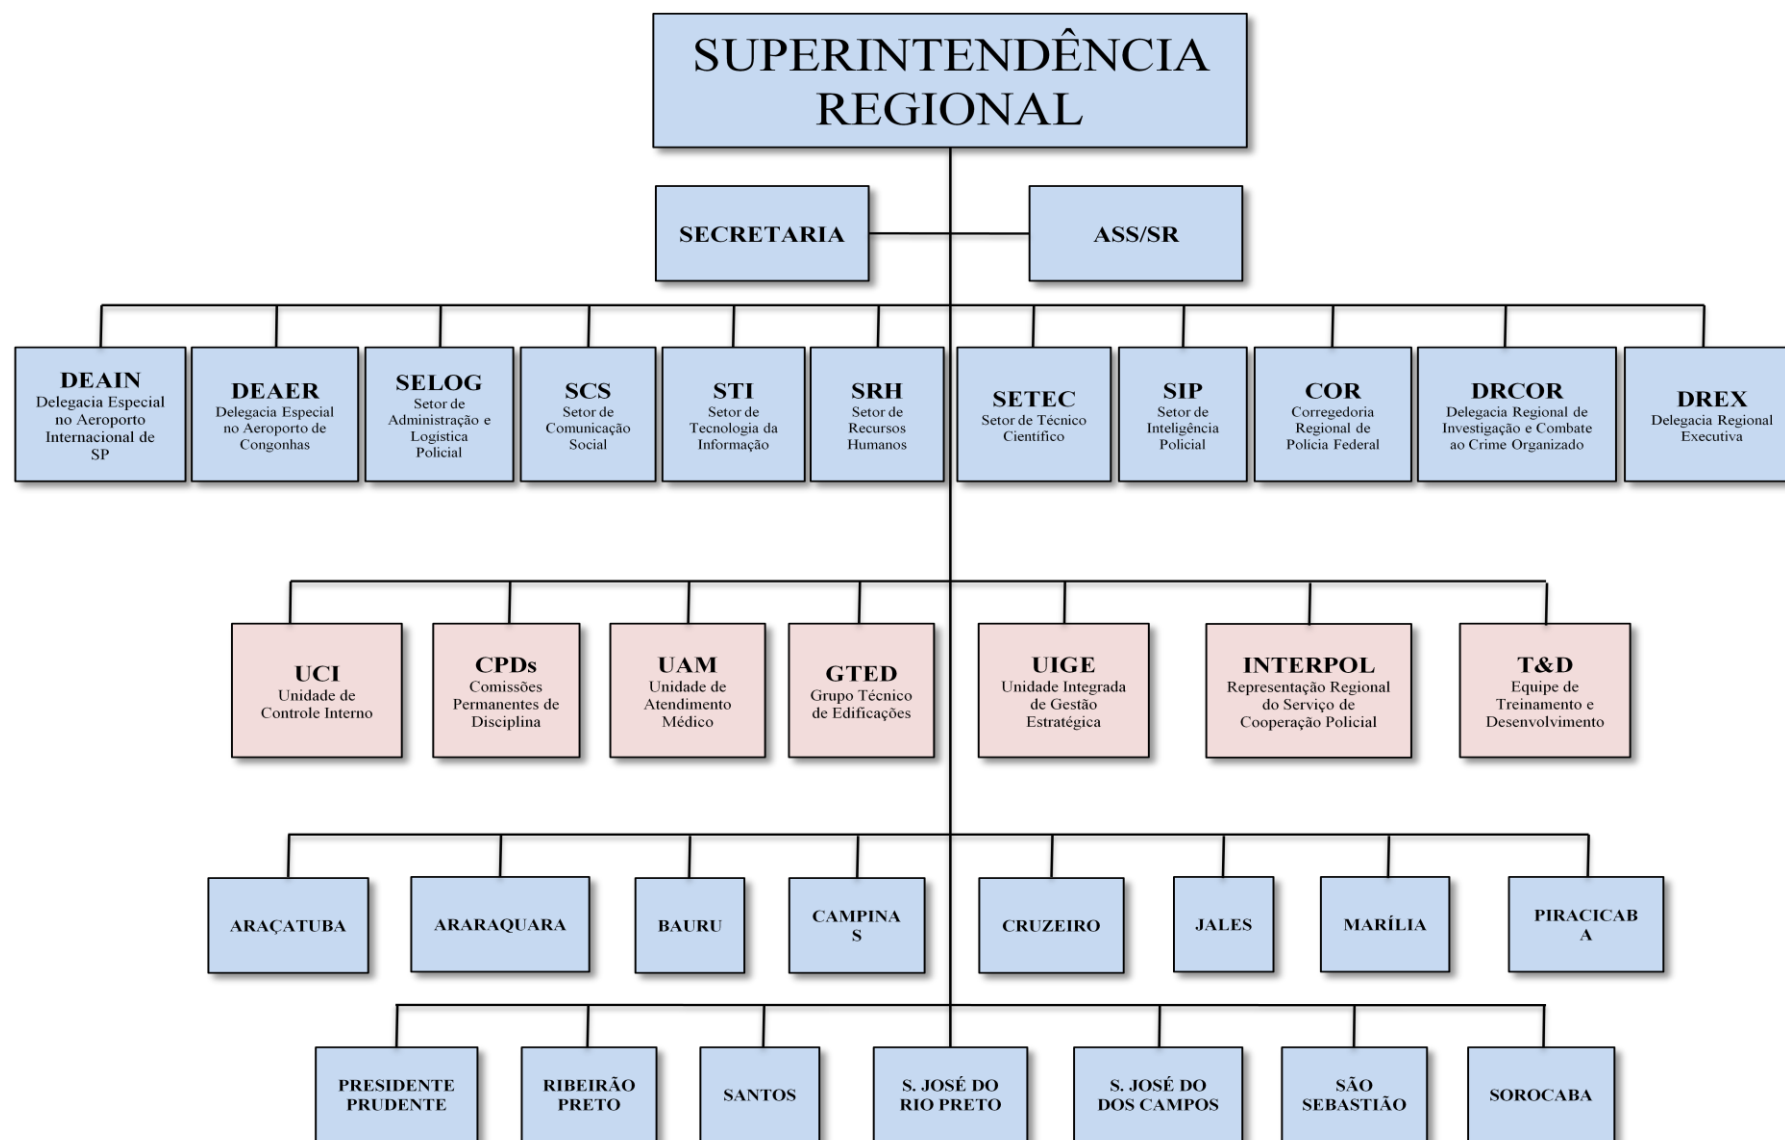 SUPERINTENDÊNCIA
REGIONAL
SECRETARIA
ASS/SR
DEAIN
Delegacia Especial
no Aeroporto
Internacional de
SP
DEAER
Delegacia Especial
no Aeroporto de
Congonhas
SELOG
Setor de
Administração e
Logística
Policial
SCS
Setor de
Comunicação
Social
STI
Setor de
Tecnologia da
Informação
SRH
Setor de
Recursos
Humanos
SETEC
Setor de Técnico
Científico
SIP
Setor de
Inteligência
Policial
COR
Corregedoria
Regional de
Polícia Federal
DRCOR
Delegacia Regional de
Investigação e Combate
ao Crime Organizado
DREX
Delegacia Regional
Executiva
UCI
Unidade de
Controle Interno
CPDs
Comissões
Permanentes de
Disciplina
UAM
Unidade de
Atendimento
Médico
GTED
Grupo Técnico
de Edificações
UIGE
Unidade Integrada
de Gestão
Estratégica
INTERPOL
Representação Regional
do Serviço de
Cooperação Policial
T&D
Equipe de
Treinamento e
Desenvolvimento
ARAÇATUBA
ARARAQUARA
BAURU
CAMPINA
S
CRUZEIRO
JALES
MARÍLIA
PIRACICAB
A
PRESIDENTE
PRUDENTE
RIBEIRÃO
PRETO
SANTOS
S. JOSÉ DO
RIO PRETO
S. JOSÉ DO
DOS CAMPOS
SÃO
SEBASTIÃO
SOROCABA